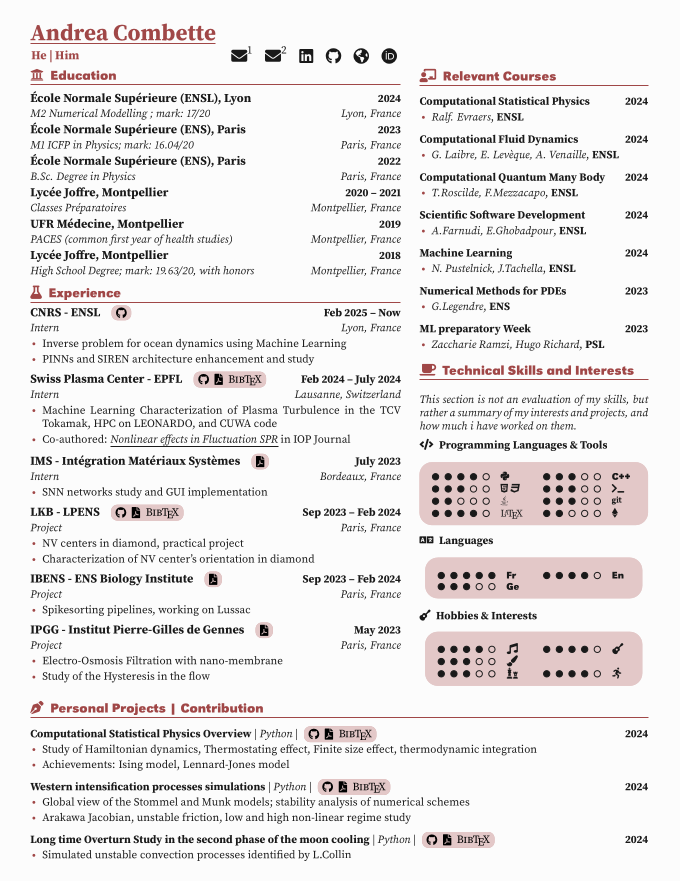 Andrea Combette
He | Him
1 2
Education
École Normale Supérieure (ENSL), Lyon 2024
M2 Numerical Modelling ; mark: 17/20 Lyon, France
École Normale Supérieure (ENS), Paris 2023
M1 ICFP in Physics; mark: 16.04/20 Paris, France
École Normale Supérieure (ENS), Paris 2022
B.Sc. Degree in Physics Paris, France
Lycée Joffre, Montpellier 2020 – 2021
Classes Préparatoires Montpellier, France
UFR Médecine, Montpellier 2019
PACES (common first year of health studies) Montpellier, France
Lycée Joffre, Montpellier 2018
High School Degree; mark: 19.63/20, with honors Montpellier, France
Experience
CNRS - ENSL Feb 2025 – Now
Intern Lyon, France
• Inverse problem for ocean dynamics using Machine Learning
• PINNs and SIREN architecture enhancement and study
Swiss Plasma Center - EPFL BIBTEX Feb 2024 – July 2024
Intern Lausanne, Switzerland
• Machine Learning Characterization of Plasma Turbulence in the TCV
Tokamak, HPC on LEONARDO, and CUWA code
• Co-authored: Nonlinear effects in Fluctuation SPR in IOP Journal
IMS - Intégration Matériaux Systèmes July 2023
Intern Bordeaux, France
• SNN networks study and GUI implementation
LKB - LPENS BIBTEX Sep 2023 – Feb 2024
Project Paris, France
• NV centers in diamond, practical project
• Characterization of NV center's orientation in diamond
IBENS - ENS Biology Institute Sep 2023 – Feb 2024
Project Paris, France
• Spikesorting pipelines, working on Lussac
IPGG - Institut Pierre-Gilles de Gennes May 2023
Project Paris, France
• Electro-Osmosis Filtration with nano-membrane
• Study of the Hysteresis in the flow
Relevant Courses
Computational Statistical Physics 2024
• Ralf. Evraers, ENSL
Computational Fluid Dynamics 2024
• G. Laibre, E. Levèque, A. Venaille, ENSL
Computational Quantum Many Body 2024
• T.Roscilde, F.Mezzacapo, ENSL
Scientific Software Development 2024
• A.Farnudi, E.Ghobadpour, ENSL
Machine Learning 2024
• N. Pustelnick, J.Tachella, ENSL
Numerical Methods for PDEs 2023
• G.Legendre, ENS
ML preparatory Week 2023
• Zaccharie Ramzi, Hugo Richard, PSL
Technical Skills and Interests
This section is not an evaluation of my skills, but
rather a summary of my interests and projects, and
how much i have worked on them.
Programming Languages & Tools
C++
git
LATEX
Languages
Fr En
Ge
Hobbies & Interests
Personal Projects | Contribution
Computational Statistical Physics Overview | Python | BIBTEX 2024
• Study of Hamiltonian dynamics, Thermostating effect, Finite size effect, thermodynamic integration
• Achievements: Ising model, Lennard-Jones model
Western intensification processes simulations | Python | BIBTEX 2024
• Global view of the Stommel and Munk models; stability analysis of numerical schemes
• Arakawa Jacobian, unstable friction, low and high non-linear regime study
Long time Overturn Study in the second phase of the moon cooling | Python | BIBTEX 2024
• Simulated unstable convection processes identified by L.Collin